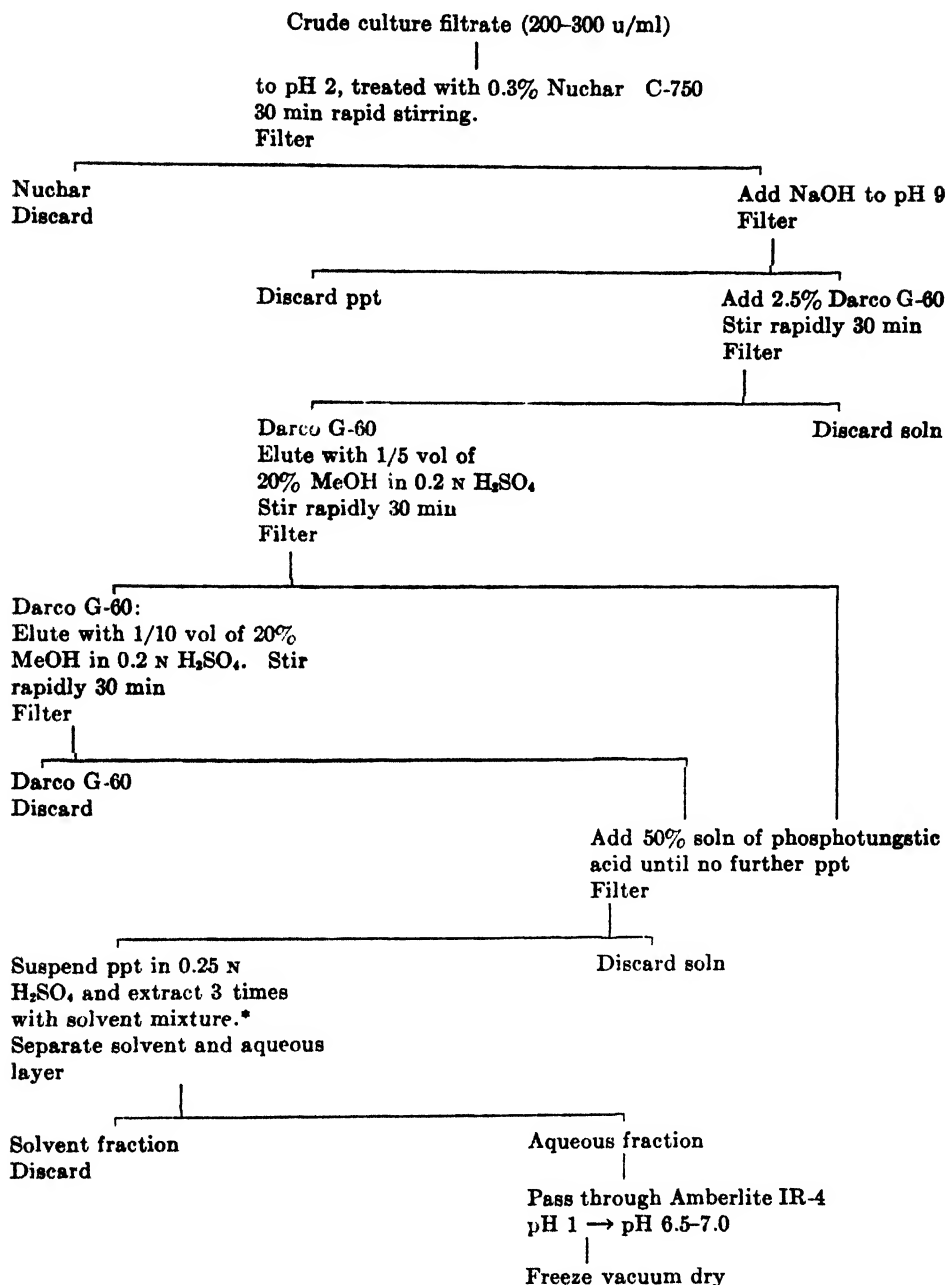 Crude culture filtrate (200–300 u/ml)
to pH 2, treated with 0.3% Nuchar C-750
30 min rapid stirring.
Filter
Nuchar
Discard
Add NaOH to pH 9
Filter
Discard ppt
Add 2.5% Darco G-60
Stir rapidly 30 min
Filter
Darco G-60
Elute with 1/5 vol of
20% MeOH in 0.2 N H₂SO₄
Stir rapidly 30 min
Filter
Discard soln
Darco G-60:
Elute with 1/10 vol of 20%
MeOH in 0.2 N H₂SO₄. Stir
rapidly 30 min
Filter
Darco G-60
Discard
Add 50% soln of phosphotungstic
acid until no further ppt
Filter
Suspend ppt in 0.25 N
H₂SO₄ and extract 3 times
with solvent mixture.*
Separate solvent and aqueous
layer
Discard soln
Solvent fraction
Discard
Aqueous fraction
Pass through Amberlite IR-4
pH 1 → pH 6.5–7.0
Freeze vacuum dry